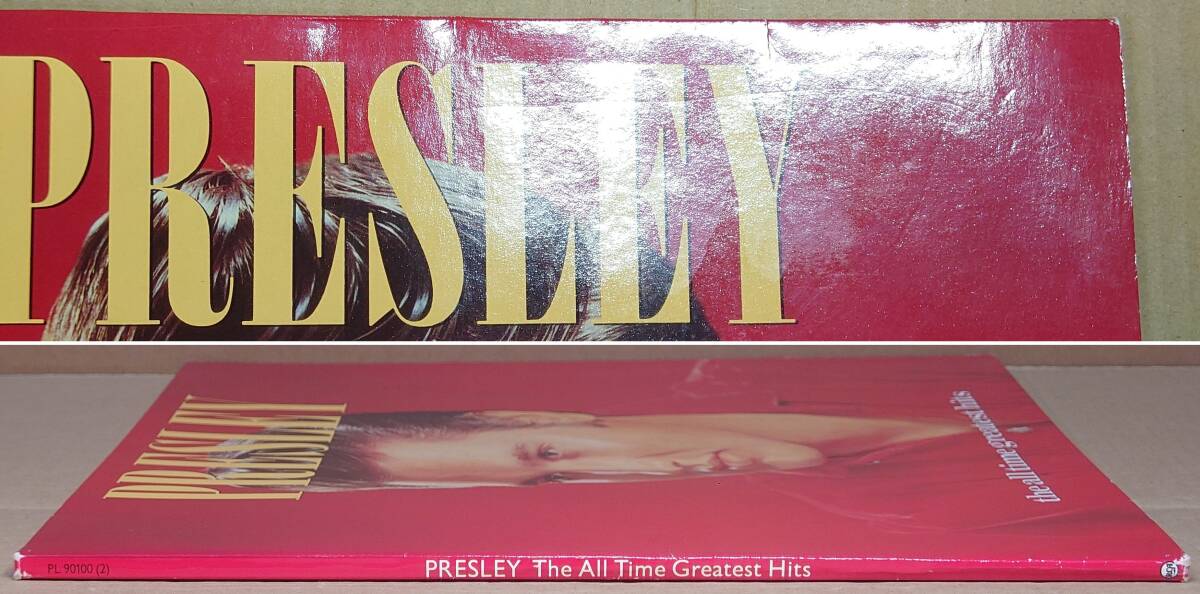 PRESLEY
PRESLEY
the all time greatest hits
PL 90100 (2)
PRESLEY The All Time Greatest Hits